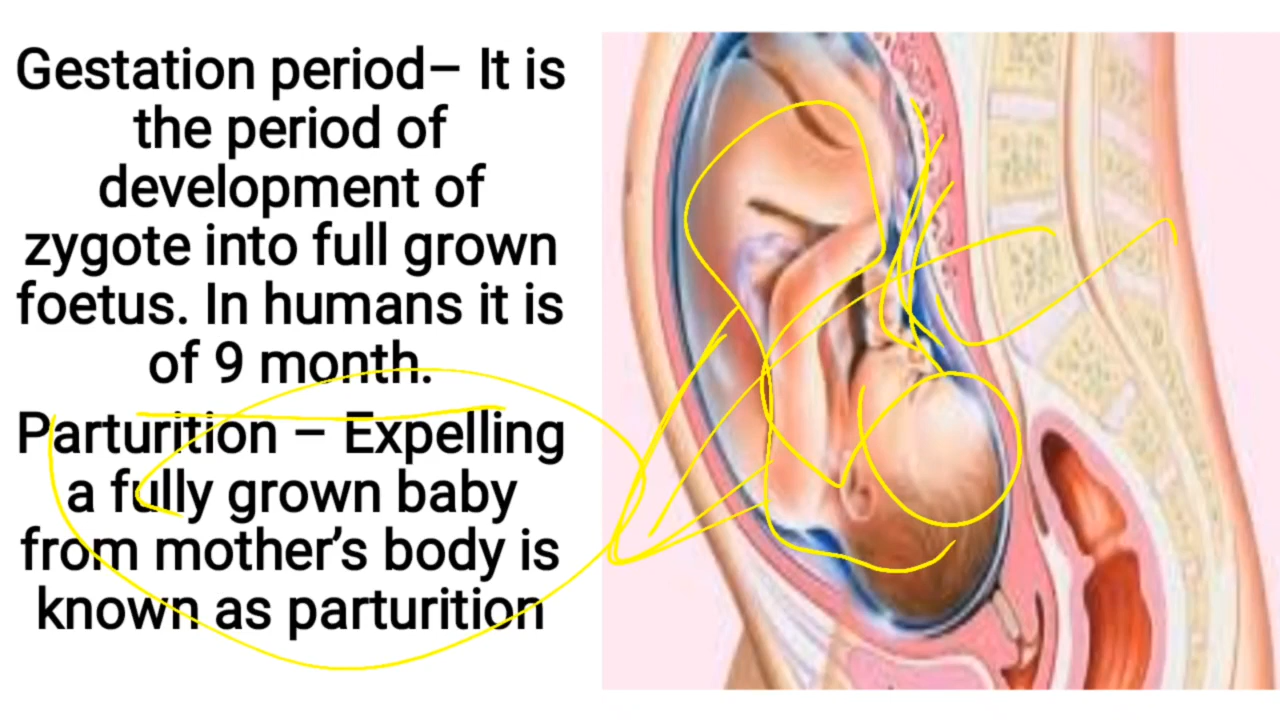 Gestation period– It is
the period of
development of
zygote into full grown
foetus. In humans it is
of 9 month.
Parturition – Expelling
a fully grown baby
from mother’s body is
known as parturition